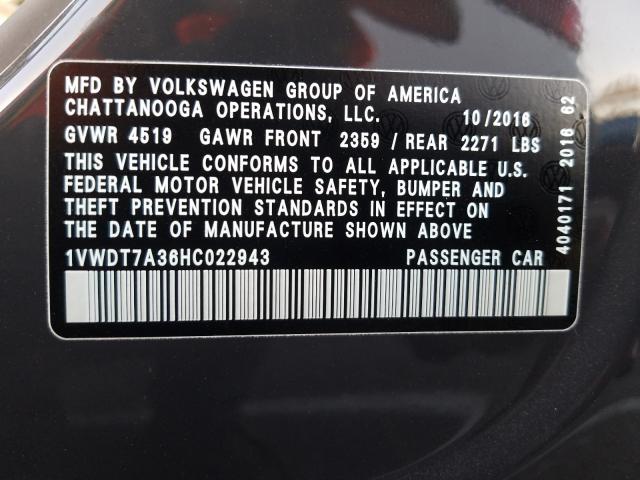 MFD BY VOLKSWAGEN GROUP OF AMERICA
CHATTANOOGA OPERATIONS, LLC. 10/2016
GVWR 4519 GAWR FRONT 2359 / REAR 2271 LBS
THIS VEHICLE CONFORMS TO ALL APPLICABLE U.S.
FEDERAL MOTOR VEHICLE SAFETY, BUMPER AND
THEFT PREVENTION STANDARDS IN EFFECT ON
THE DATE OF MANUFACTURE SHOWN ABOVE
1VWDT7A36HC022943 PASSENGER CAR
4040171 2016 62